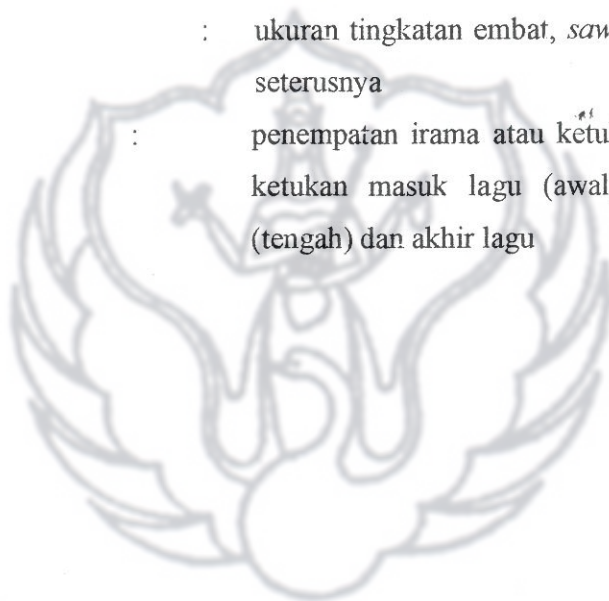 : ukuran tingkatan embat,
seterusnya
: penempatan irama atau
ketukan masuk lagu (awal
(tengah) dan akhir lagu